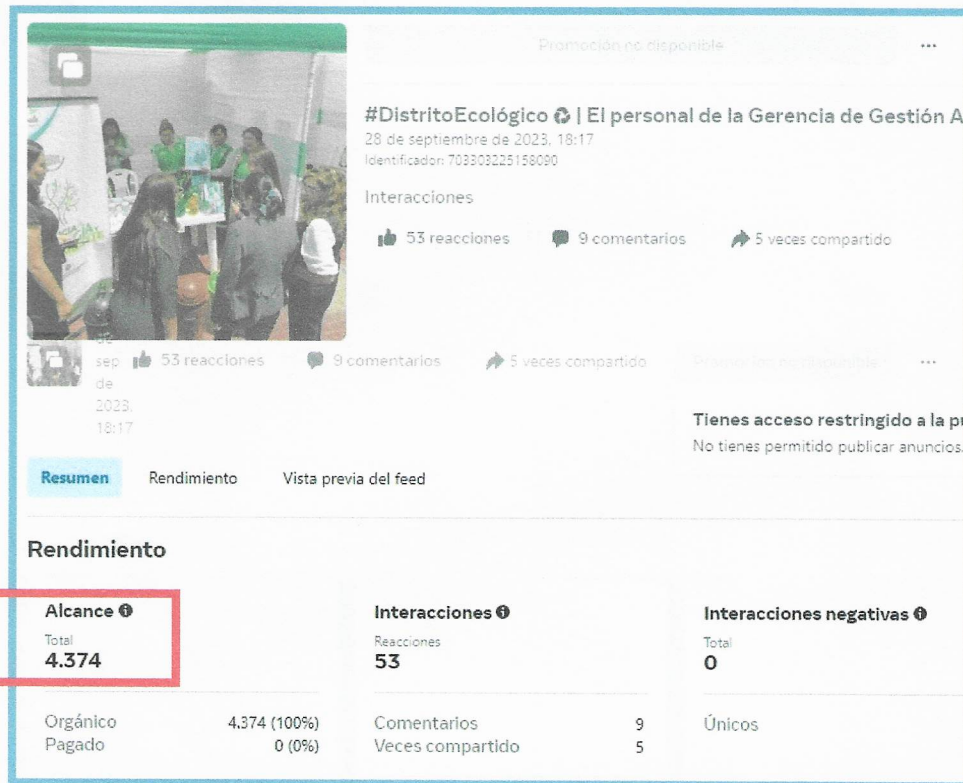 Promoción no disponible ...
#DistritoEcológico ♻ | El personal de la Gerencia de Gestión A
28 de septiembre de 2023, 18:17
Identificador: 703303225158090
Interacciones
53 reacciones 9 comentarios 5 veces compartido
de
sep
de
2023,
18:17
53 reacciones 9 comentarios 5 veces compartido Promoción no disponible ...
Tienes acceso restringido a la pu
No tienes permitido publicar anuncios.
Resumen Rendimiento Vista previa del feed
Rendimiento
Alcance
Total
4.374
Orgánico 4.374 (100%)
Pagado 0 (0%)
Interacciones
Reacciones
53
Comentarios 9
Veces compartido 5
Interacciones negativas
Total
0
Únicos